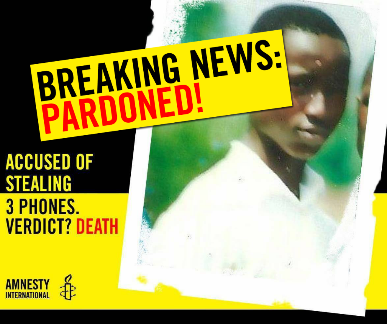 BREAKING NEWS:
PARDONED!
ACCUSED OF
STEALING
3 PHONES.
VERDICT? DEATH
AMNESTY
INTERNATIONAL